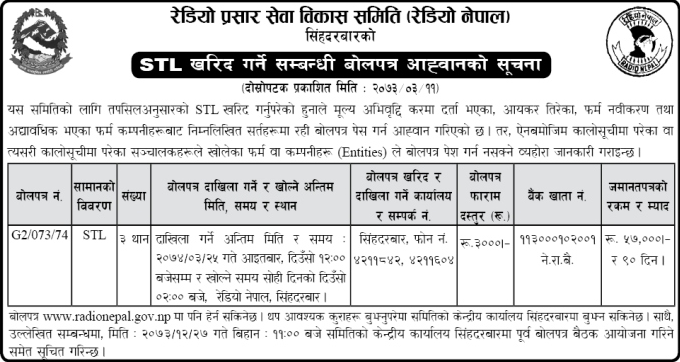 रेडियो प्रसार सेवा विकास समिति (रेडियो नेपाल)
सिंहदरबारको
STL खरिद गर्ने सम्बन्धी बोलपत्र आह्वानको सूचना
(दोस्रोपटक प्रकाशित मिति : २०७३/०३/११)
यस समितिको लागि तपसिलअनुसारको STL खरिद गर्नुपरेको हुनाले मूल्य अभिवृद्दि करमा दर्ता भएका, आयकर तिरेका, फर्म नवीकरण तथा
अद्यावधिक भएका फर्म कम्पनीहरूबाट निम्नलिखित सर्तहरूमा रही बोलपत्र पेस गर्न आह्वान गरिएको छ। तर, ऐनबमोजिम कालोसूचीमा परेका वा
त्यसरी कालोसूचीमा परेका सञ्चालकहरूले खोलेका फर्म वा कम्पनीहरू (Entities) ले बोलपत्र पेश गर्न नसक्ने व्यहोरा जानकारी गराइन्छ।
बोलपत्र नं. सामानको विवरण संख्या बोलपत्र दाखिला गर्ने र खोल्ने अन्तिम मिति, समय र स्थान बोलपत्र खरिद र दाखिला गर्ने कार्यालय र सम्पर्क नं. बोलपत्र फाराम दस्तुर (रू.) बैंक खाता नं. जमानतपत्रको रकम र म्याद
G2/073/74 STL ३ थान दाखिला गर्ने अन्तिम मिति र समय : सिंहदरबार, फोन नं. रू.३०००।- ११३०००१०२००१ रू. ५७,०००।-
२०७४/०३/२५ गते आइतबार, दिउँसो १२:०० ४२११८४२, ४२११६०४ ने.रा.बै. र ९० दिन।
बजेसम्म र खोल्ने समय सोही दिनको दिउँसो
०२:०० बजे, रेडियो नेपाल, सिंहदरबार।
बोलपत्र www.radionepal.gov.np मा पनि हेर्न सकिनेछ। थप आवश्यक कुराहरू बुझ्नुपरेमा समितिको केन्द्रीय कार्यालय सिंहदरबारमा बुझ्न सकिनेछ। साथै,
उल्लेखित सम्बन्धमा, मिति : २०७३/१२/२७ गते बिहान : ११:०० बजे समितिको केन्द्रीय कार्यालय सिंहदरबारमा पूर्व बोलपत्र बैठक आयोजना गरिने
समेत सूचित गरिन्छ।